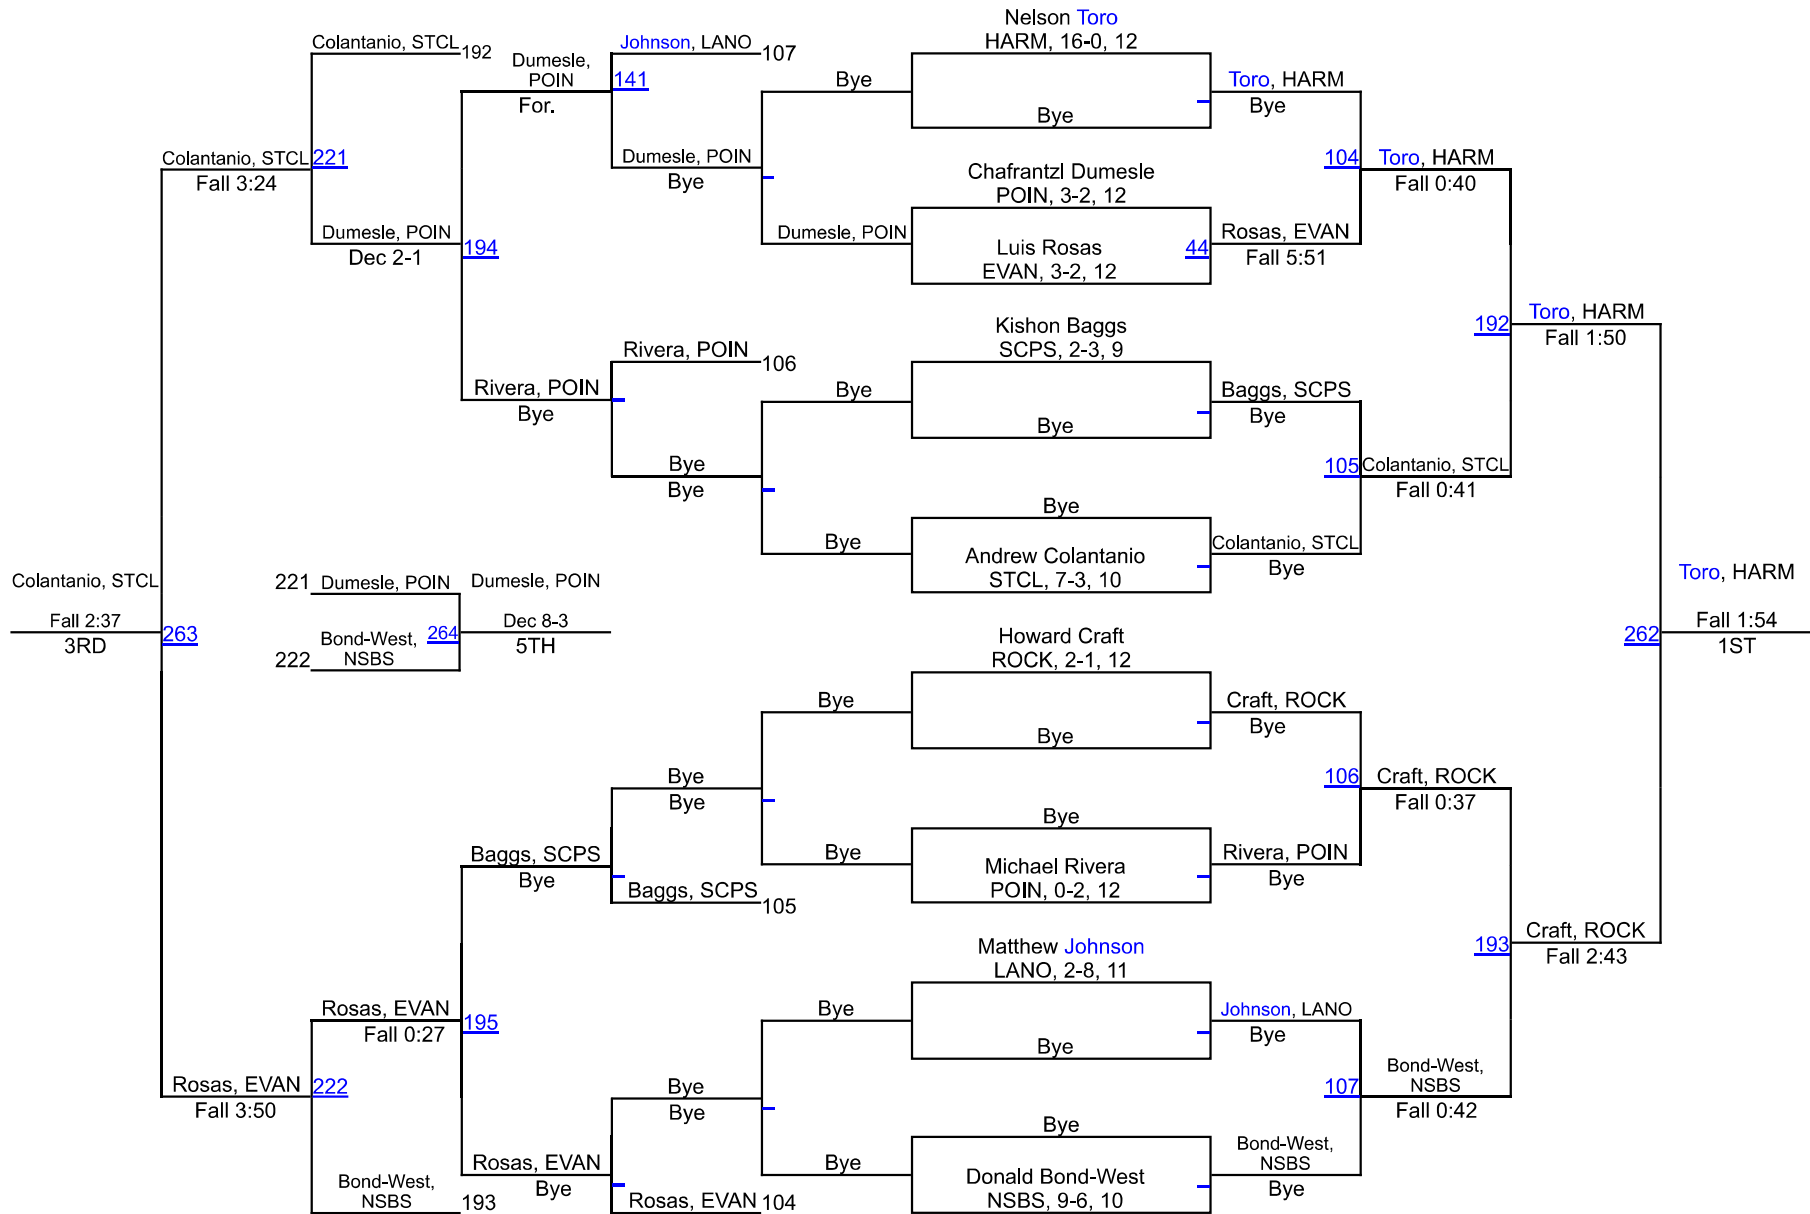 Nelson Toro
HARM, 16-0, 12
Colantanio, STCL
192
Dumesle,
POIN
For.
Johnson, LANO
107
141
Bye
Bye
Toro, HARM
Bye
Colantanio, STCL
221
Fall 3:24
Dumesle, POIN
Bye
Chafrantzl Dumesle
POIN, 3-2, 12
104
Toro, HARM
Fall 0:40
Dumesle, POIN
Dec 2-1
194
Dumesle, POIN
Luis Rosas
EVAN, 3-2, 12
44
Rosas, EVAN
Fall 5:51
Kishon Baggs
SCPS, 2-3, 9
192
Toro, HARM
Fall 1:50
Rivera, POIN
106
Rivera, POIN
Bye
Bye
Bye
Baggs, SCPS
Bye
Bye
Bye
105
Colantanio, STCL
Fall 0:41
Bye
Bye
Andrew Colantanio
STCL, 7-3, 10
Colantanio, STCL
Bye
Colantanio, STCL
Fall 2:37
3RD
263
221
Dumesle, POIN
Bond-West,
NSBS
222
264
Dumesle, POIN
Dec 8-3
5TH
Toro, HARM
262
Fall 1:54
1ST
Howard Craft
ROCK, 2-1, 12
Bye
Bye
Craft, ROCK
Bye
Bye
Bye
106
Craft, ROCK
Fall 0:37
Baggs, SCPS
Bye
Baggs, SCPS
105
Bye
Bye
Michael Rivera
POIN, 0-2, 12
Rivera, POIN
Bye
Matthew Johnson
LANO, 2-8, 11
193
Craft, ROCK
Fall 2:43
Rosas, EVAN
Fall 0:27
195
Bye
Bye
Johnson, LANO
Bye
Rosas, EVAN
222
Fall 3:50
Bye
Bye
107
Bond-West,
NSBS
Fall 0:42
Bye
Rosas, EVAN
Bye
Bye
Donald Bond-West
NSBS, 9-6, 10
Bond-West,
NSBS
Bye
Bond-West,
NSBS
193
Rosas, EVAN
104